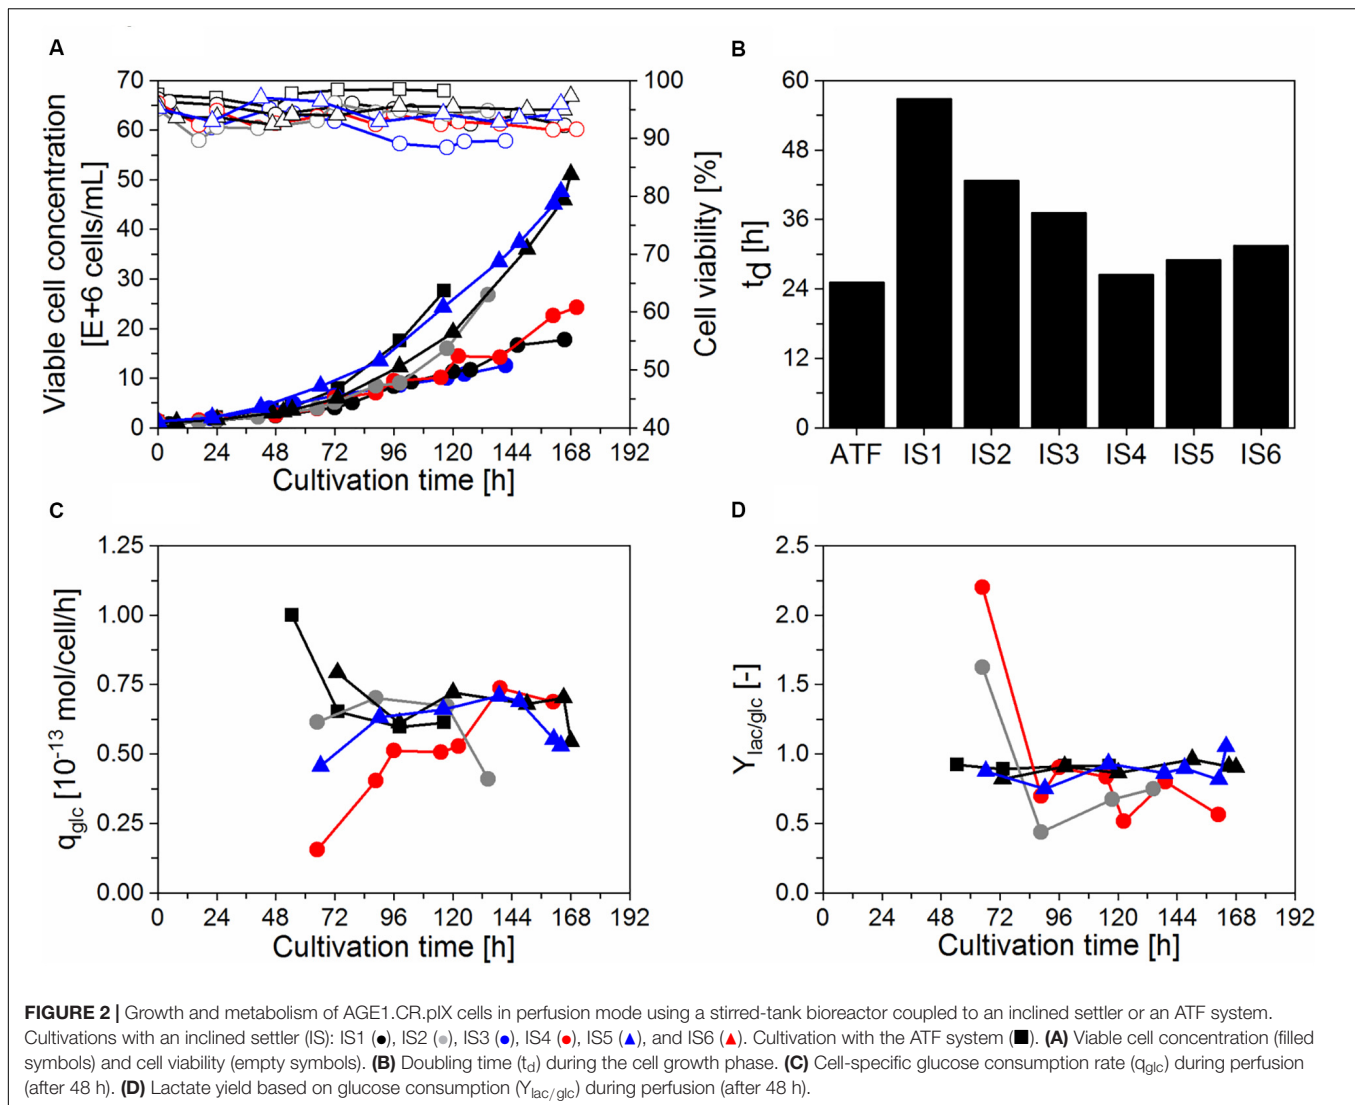 A
B
70
60
50
40
30
20
10
0
100
90
80
70
60
50
40
Viable cell concentration
[E+6 cells/mL]
Cell viability [%]
0 24 48 72 96 120 144 168 192
Cultivation time [h]
60
48
36
24
12
0
td [h]
ATF IS1 IS2 IS3 IS4 IS5 IS6
C
D
1.25
1.00
0.75
0.50
0.25
0.00
qglc [10-13 mol/cell/h]
0 24 48 72 96 120 144 168 192
Cultivation time [h]
2.5
2.0
1.5
1.0
0.5
0.0
Ylac/glc [-]
0 24 48 72 96 120 144 168 192
Cultivation time [h]
FIGURE 2 | Growth and metabolism of AGE1.CR.pIX cells in perfusion mode using a stirred-tank bioreactor coupled to an inclined settler or an ATF system.
Cultivations with an inclined settler (IS): IS1 (●), IS2 (●), IS3 (●), IS4 (●), IS5 (▲), and IS6 (▲). Cultivation with the ATF system (■). (A) Viable cell concentration (filled
symbols) and cell viability (empty symbols). (B) Doubling time (td) during the cell growth phase. (C) Cell-specific glucose consumption rate (qglc) during perfusion
(after 48 h). (D) Lactate yield based on glucose consumption (Ylac/glc) during perfusion (after 48 h).